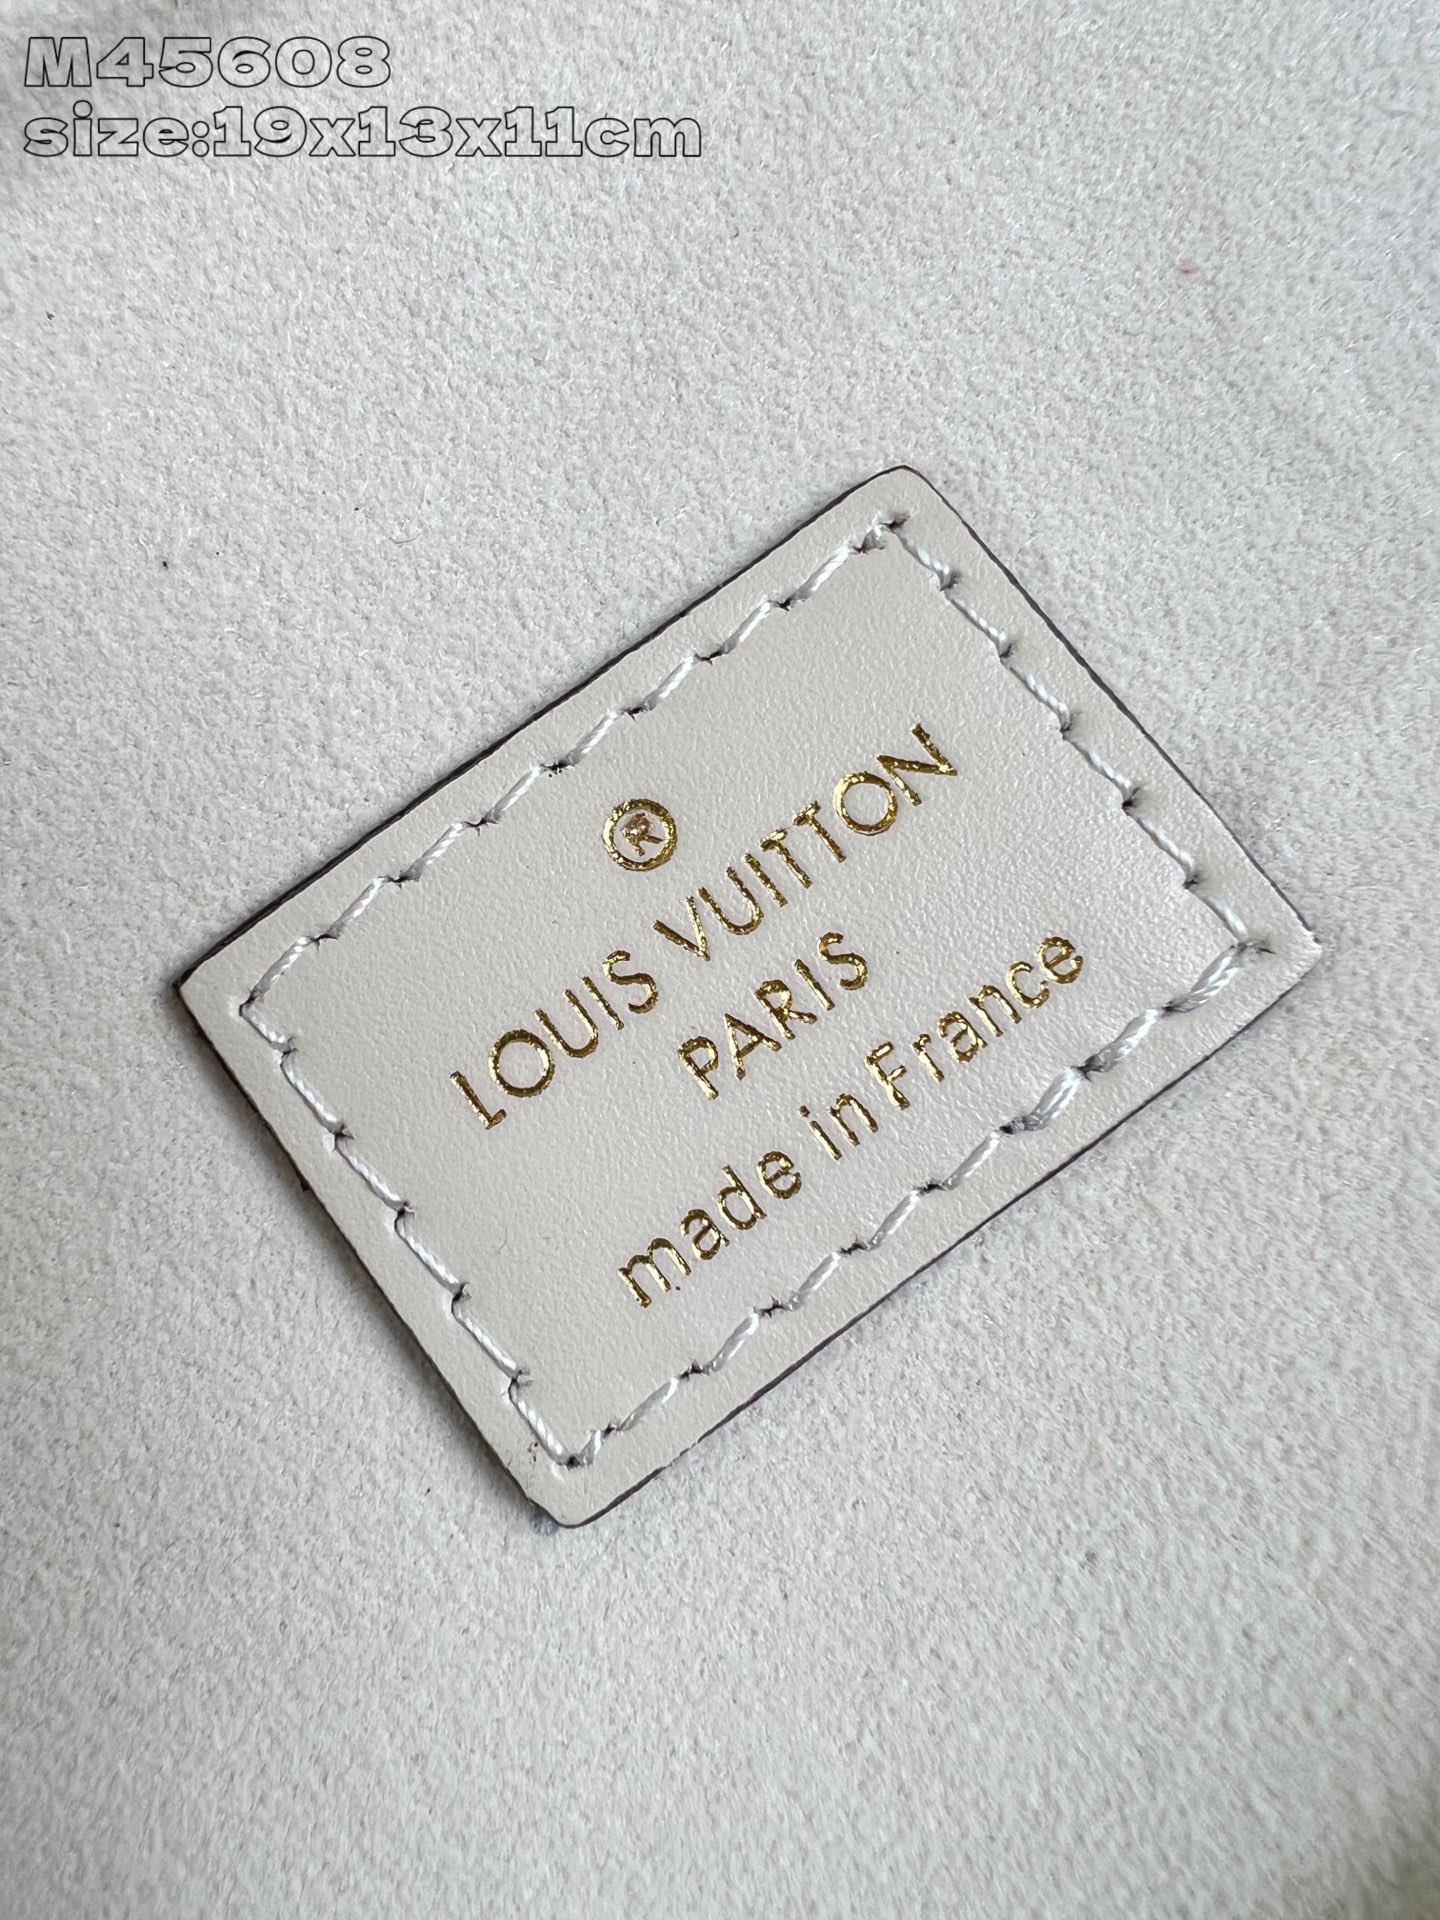 M45608
size:19x13x11cm
®
LOUIS VUITTON
PARIS
made in France